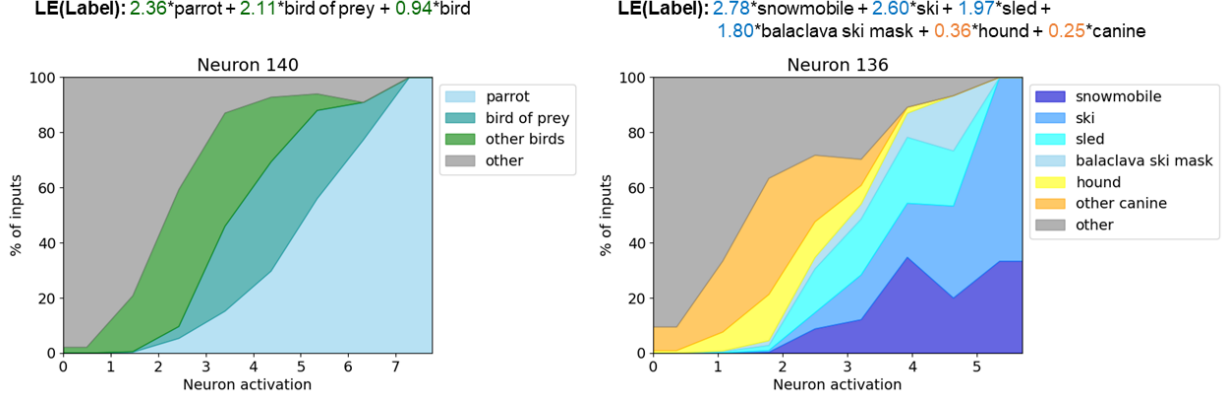 LE(Label): 2.36*parrot + 2.11*bird of prey + 0.94*bird
Neuron 140
100
80
60
40
20
0
% of inputs
0 1 2 3 4 5 6 7
Neuron activation
parrot
bird of prey
other birds
other
LE(Label): 2.78*snowmobile + 2.60*ski + 1.97*sled +
1.80*balaclava ski mask + 0.36*hound + 0.25*canine
Neuron 136
100
80
60
40
20
0
% of inputs
0 1 2 3 4 5
Neuron activation
snowmobile
ski
sled
balaclava ski mask
hound
other canine
other